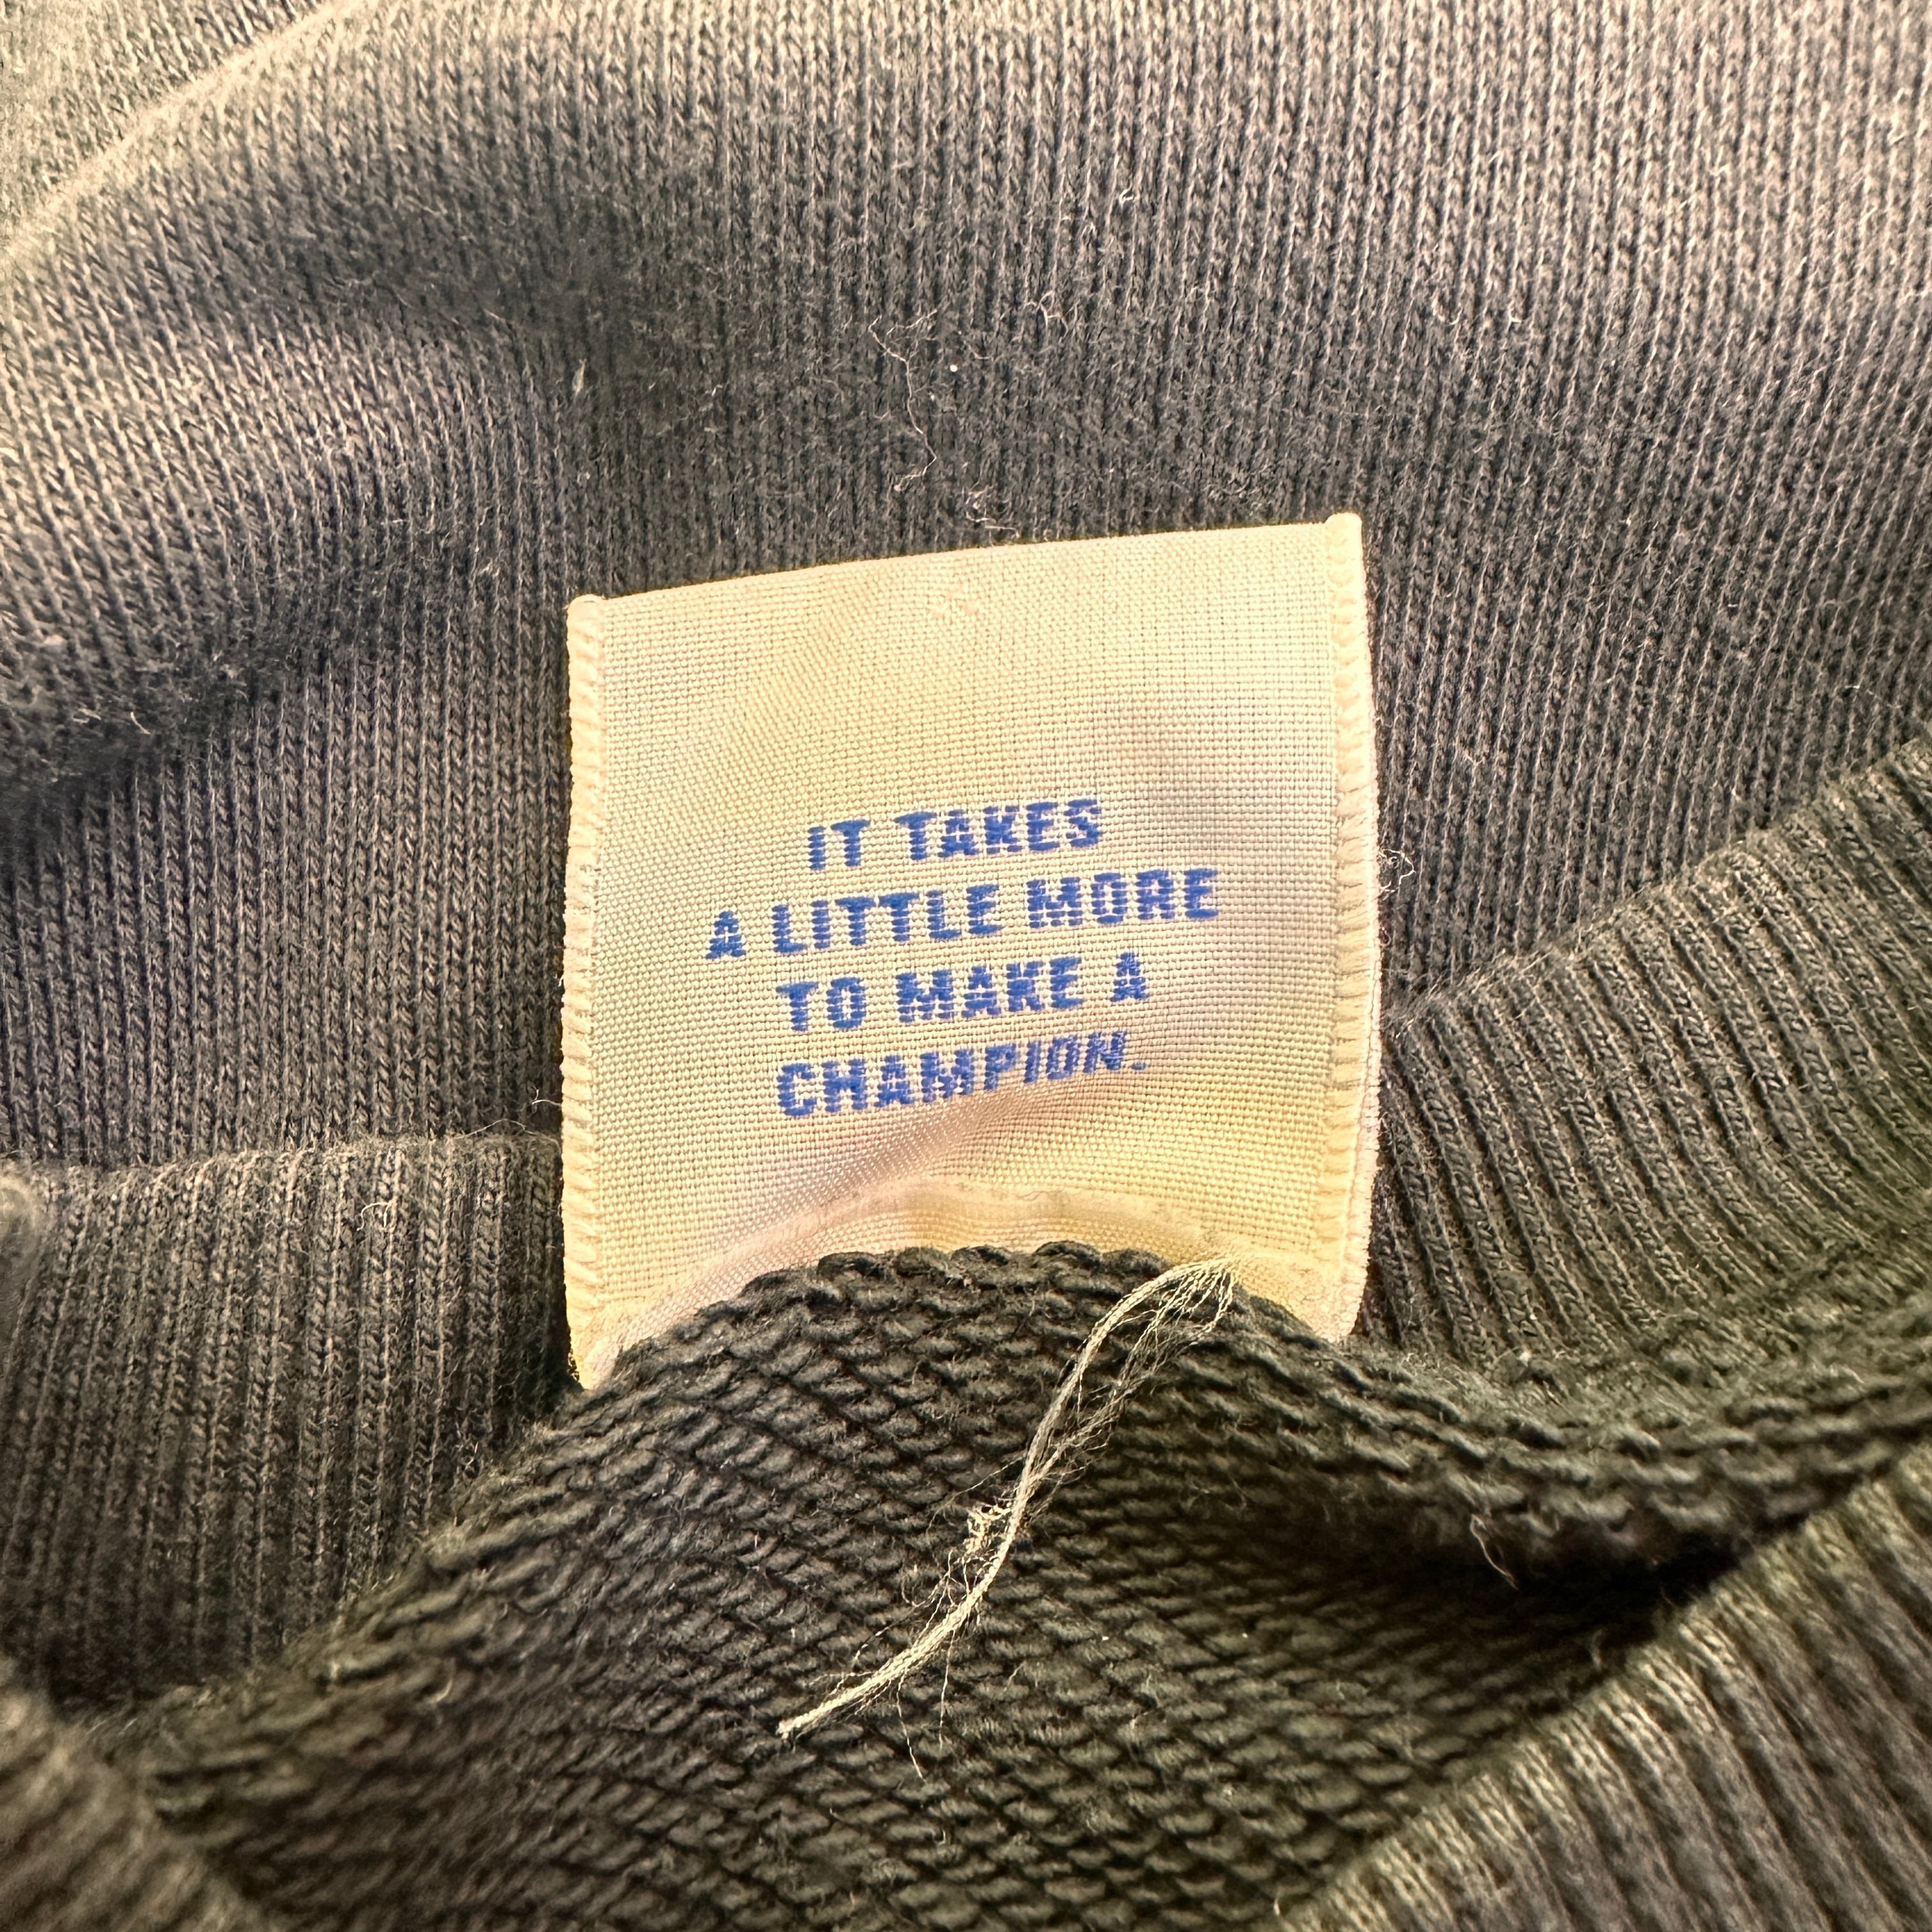 IT TAKES
A LITTLE MORE
TO MAKE A
CHAMPION.